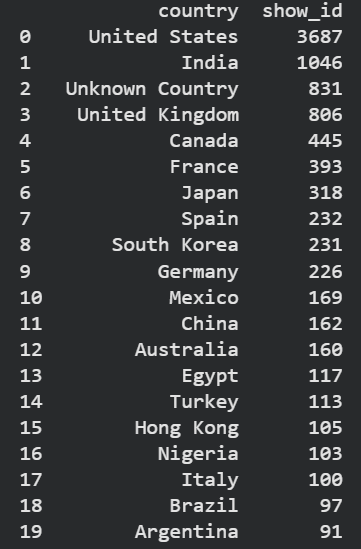 country show_id
0 United States 3687
1 India 1046
2 Unknown Country 831
3 United Kingdom 806
4 Canada 445
5 France 393
6 Japan 318
7 Spain 232
8 South Korea 231
9 Germany 226
10 Mexico 169
11 China 162
12 Australia 160
13 Egypt 117
14 Turkey 113
15 Hong Kong 105
16 Nigeria 103
17 Italy 100
18 Brazil 97
19 Argentina 91